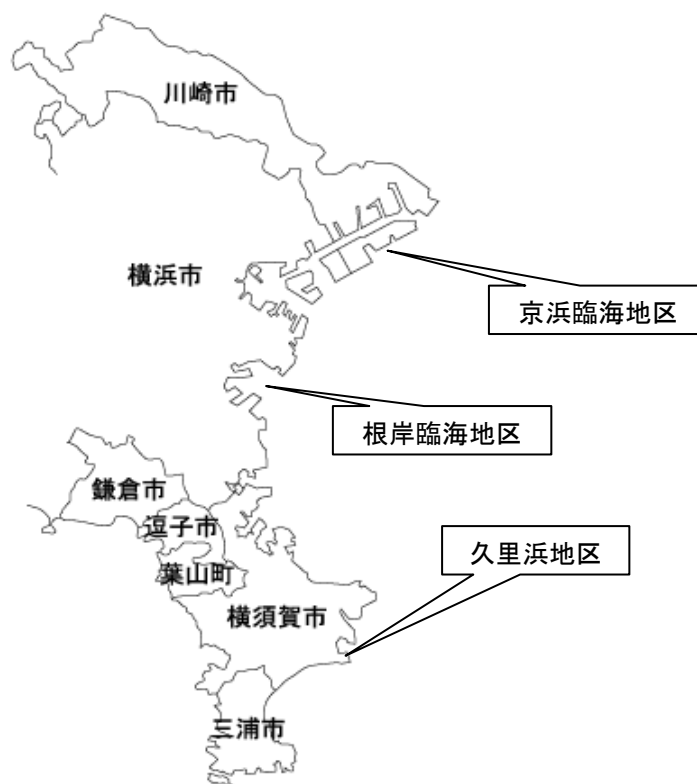 川崎市
横浜市
京浜臨海地区
根岸臨海地区
鎌倉市
逗子市
葉山町
久里浜地区
横須賀市
三浦市